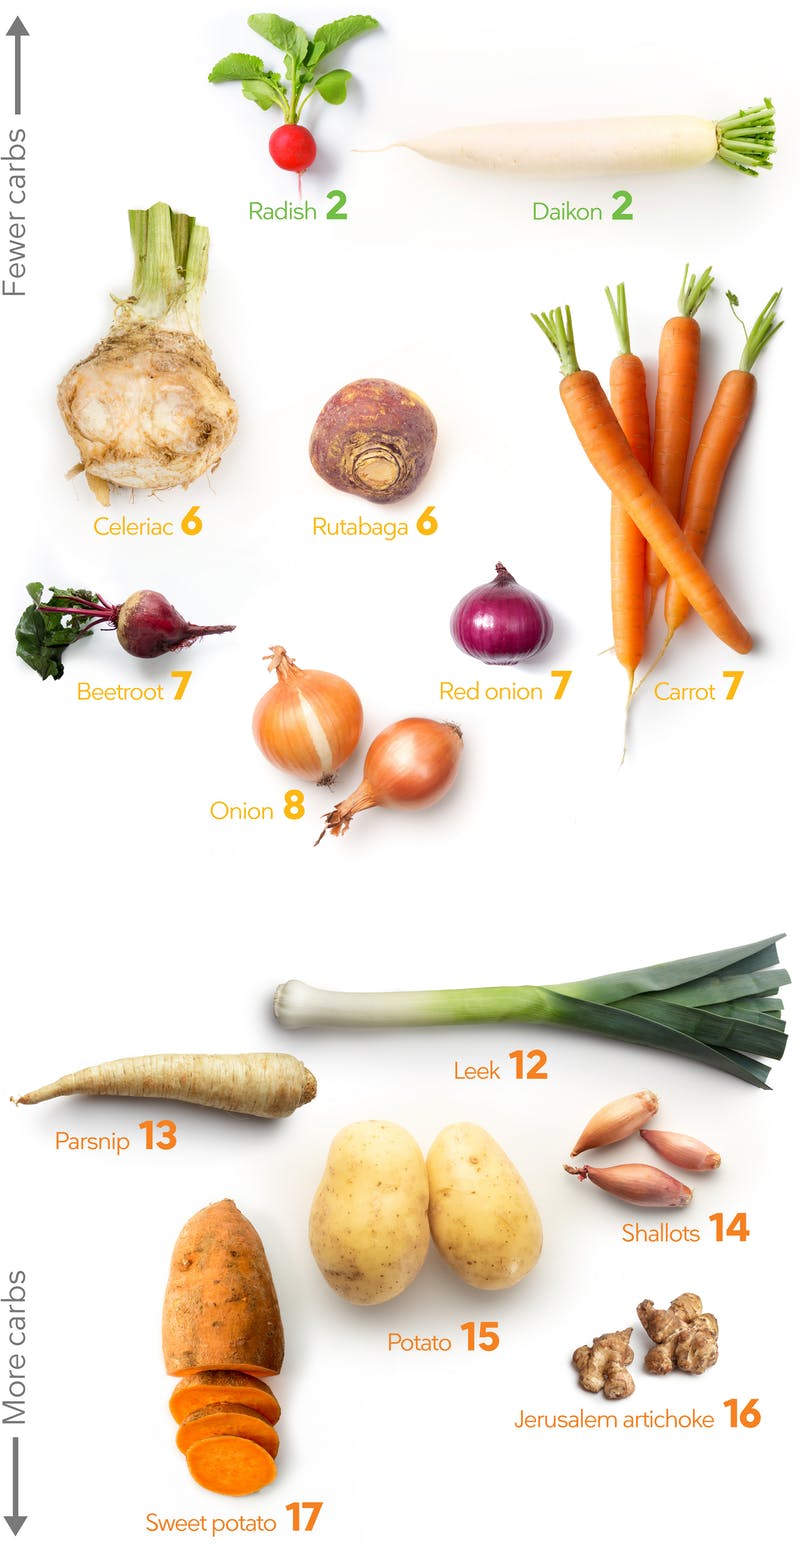 Fewer carbs
Radish 2
Daikon 2
Celeriac 6
Rutabaga 6
Beetroot 7
Red onion 7
Carrot 7
Onion 8
Leek 12
Parsnip 13
Shallots 14
Potato 15
Jerusalem artichoke 16
More carbs
Sweet potato 17